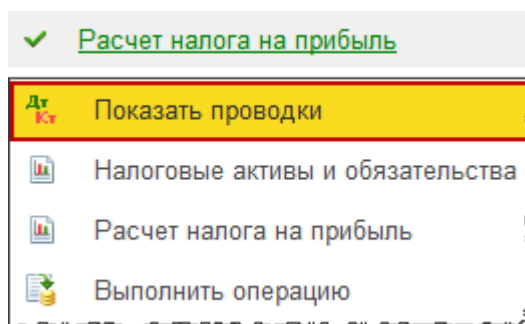 Расчет налога на прибыль
Дт Кт Показать проводки
Налоговые активы и обязательства
Расчет налога на прибыль
Выполнить операцию